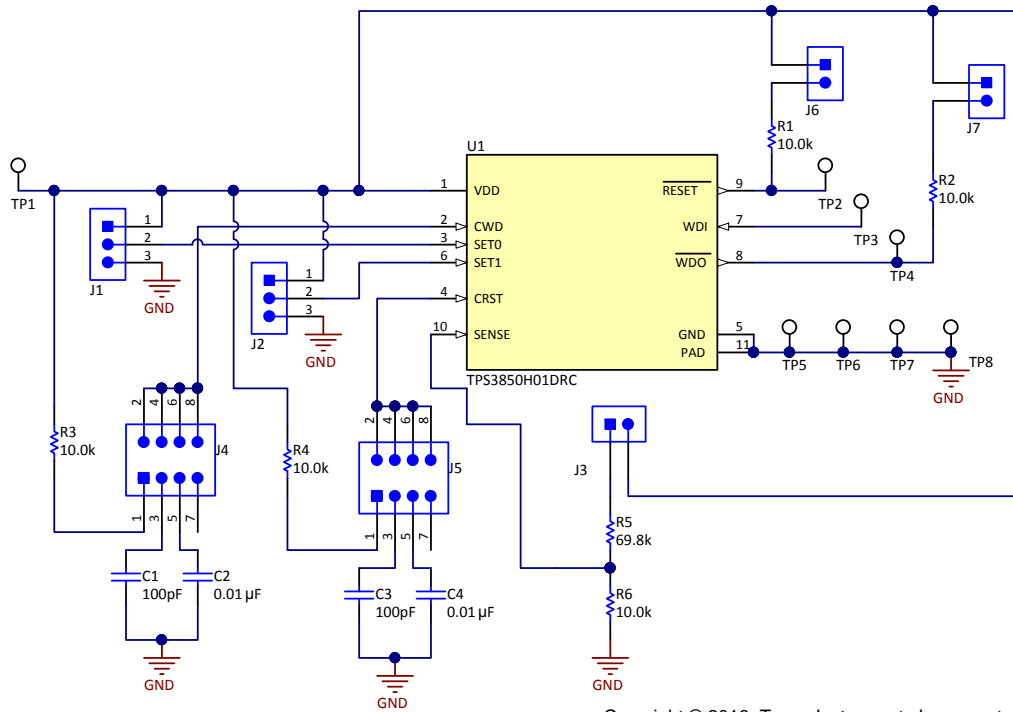 J6
R1
10.0k
J7
U1
TP1
1
VDD
RESET
9
TP2
R2
10.0k
1
2
3
J1
GND
2
CWD
3
SET0
6
SET1
WDI
7
TP3
WDO
8
TP4
1
2
3
J2
GND
4
CRST
10
SENSE
GND
5
PAD
11
TP5
TP6
TP7
TP8
GND
TPS3850H01DRC
2
4
6
8
J4
R3
10.0k
1
3
5
7
2
4
6
8
J5
R4
10.0k
1
3
5
7
J3
R5
69.8k
C1
100pF
C2
0.01 µF
GND
C3
100pF
C4
0.01 µF
GND
R6
10.0k
GND